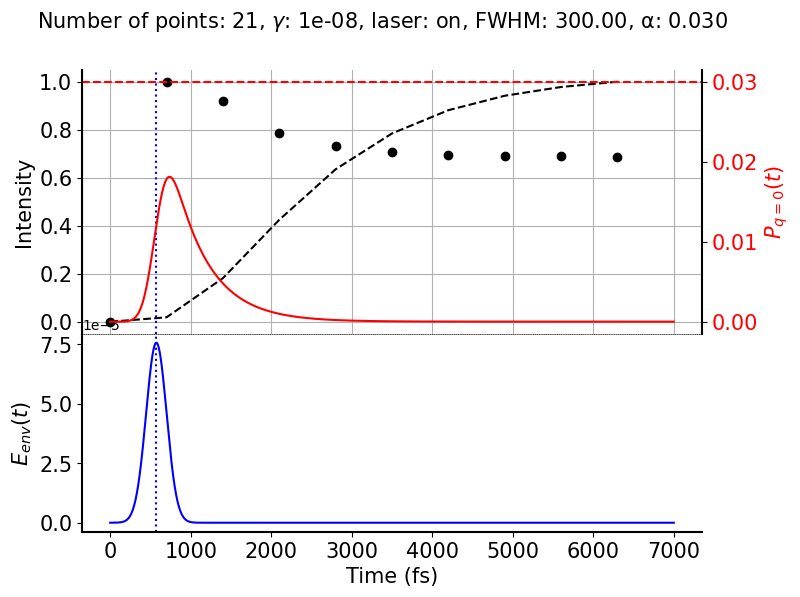 Number of points: 21, γ: 1e-08, laser: on, FWHM: 300.00, α: 0.030
1.0
0.8
0.6
0.4
0.2
0.0
Intensity
0.03
0.02
0.01
0.00
P_{q=0}(t)
1e−5
7.5
5.0
2.5
0.0
E_{env}(t)
0 1000 2000 3000 4000 5000 6000 7000
Time (fs)